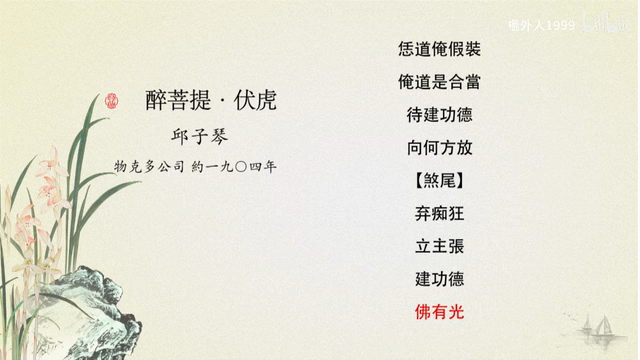 醉菩提·伏虎
邱子琴
物克多公司 約一九〇四年
恁道俺假裝
俺道是合當
待建功德
向何方放
【煞尾】
弃痴狂
立主張
建功德
佛有光